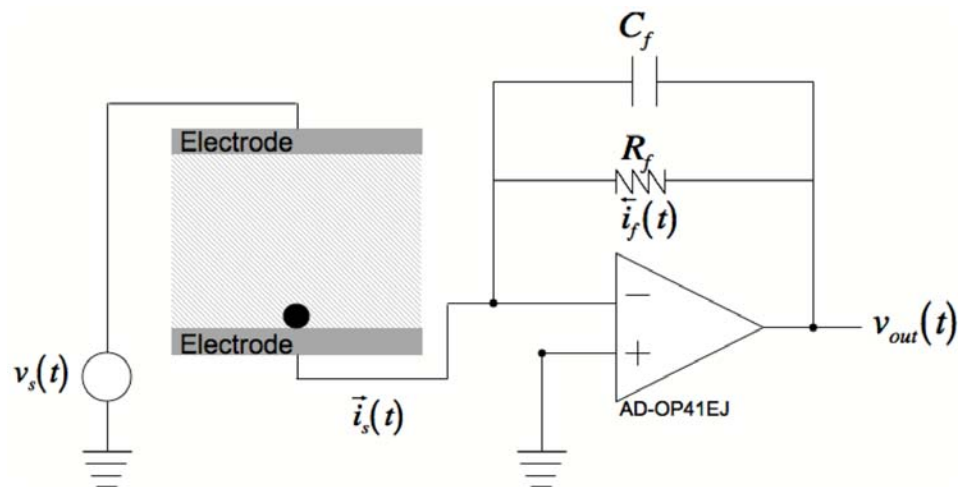 C_f
Electrode
R_f
i_f(t)
−
v_out(t)
Electrode
+
v_s(t)
AD-OP41EJ
i_s(t)